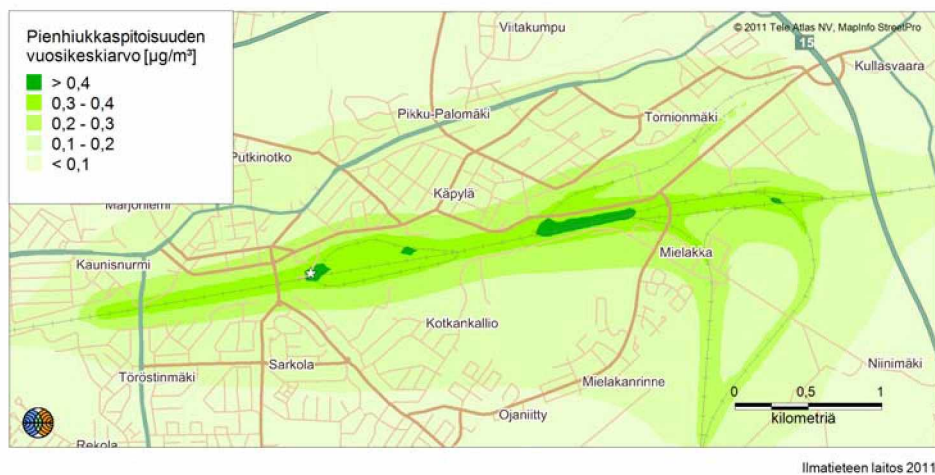 Pienhiukkaspitoisuuden
vuosikeskiarvo [µg/m³]
> 0,4
0,3 - 0,4
0,2 - 0,3
0,1 - 0,2
< 0,1
© 2011 Tele Atlas NV, MapInfo StreetPro
Viitakumpu
15
Kullasvaara
Pikku-Palomäki
Tornionmäki
Putkinotko
Käpylä
Marjoniemi
Kaunisnurmi
Mielakka
Kotkankallio
Sarkola
Töröstinmäki
Mielakanrinne
Niinimäki
Ojaniitty
Rekola
0 0,5 1
kilometriä
Ilmatieteen laitos 2011